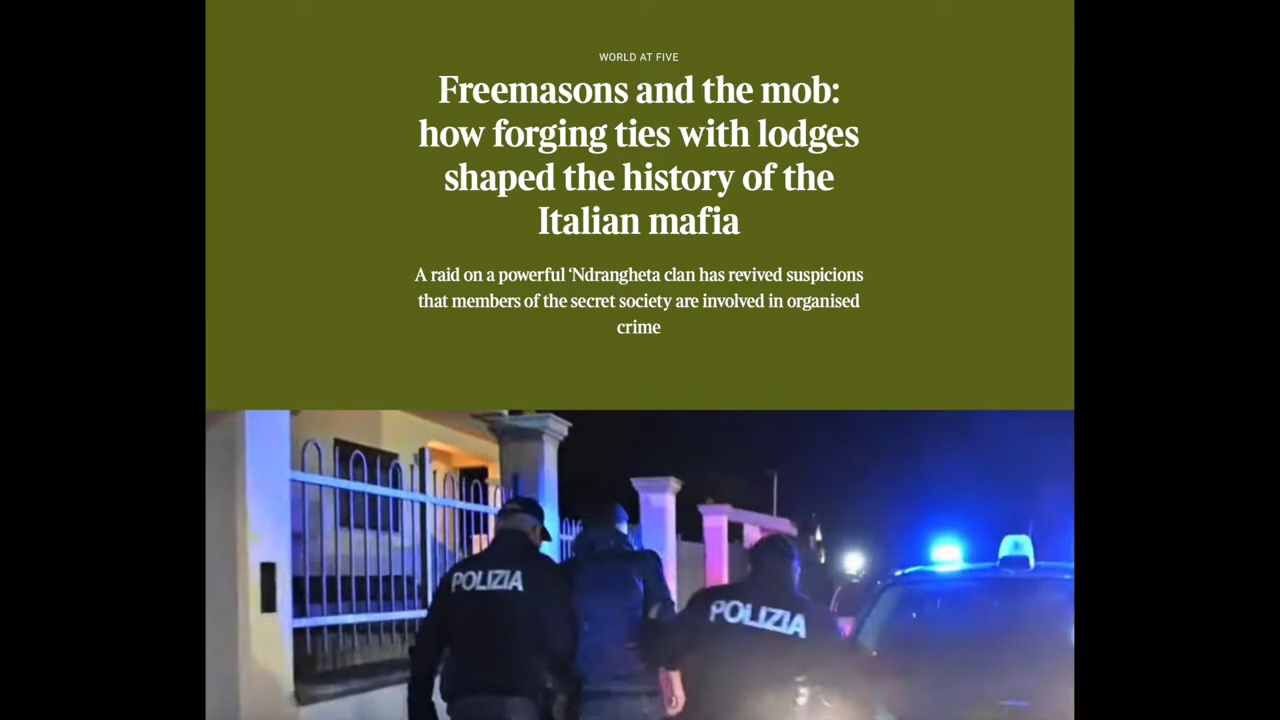 WORLD AT FIVE
Freemasons and the mob:
how forging ties with lodges
shaped the history of the
Italian mafia
A raid on a powerful ‘Ndrangheta clan has revived suspicions
that members of the secret society are involved in organised
crime
POLIZIA
POLIZIA